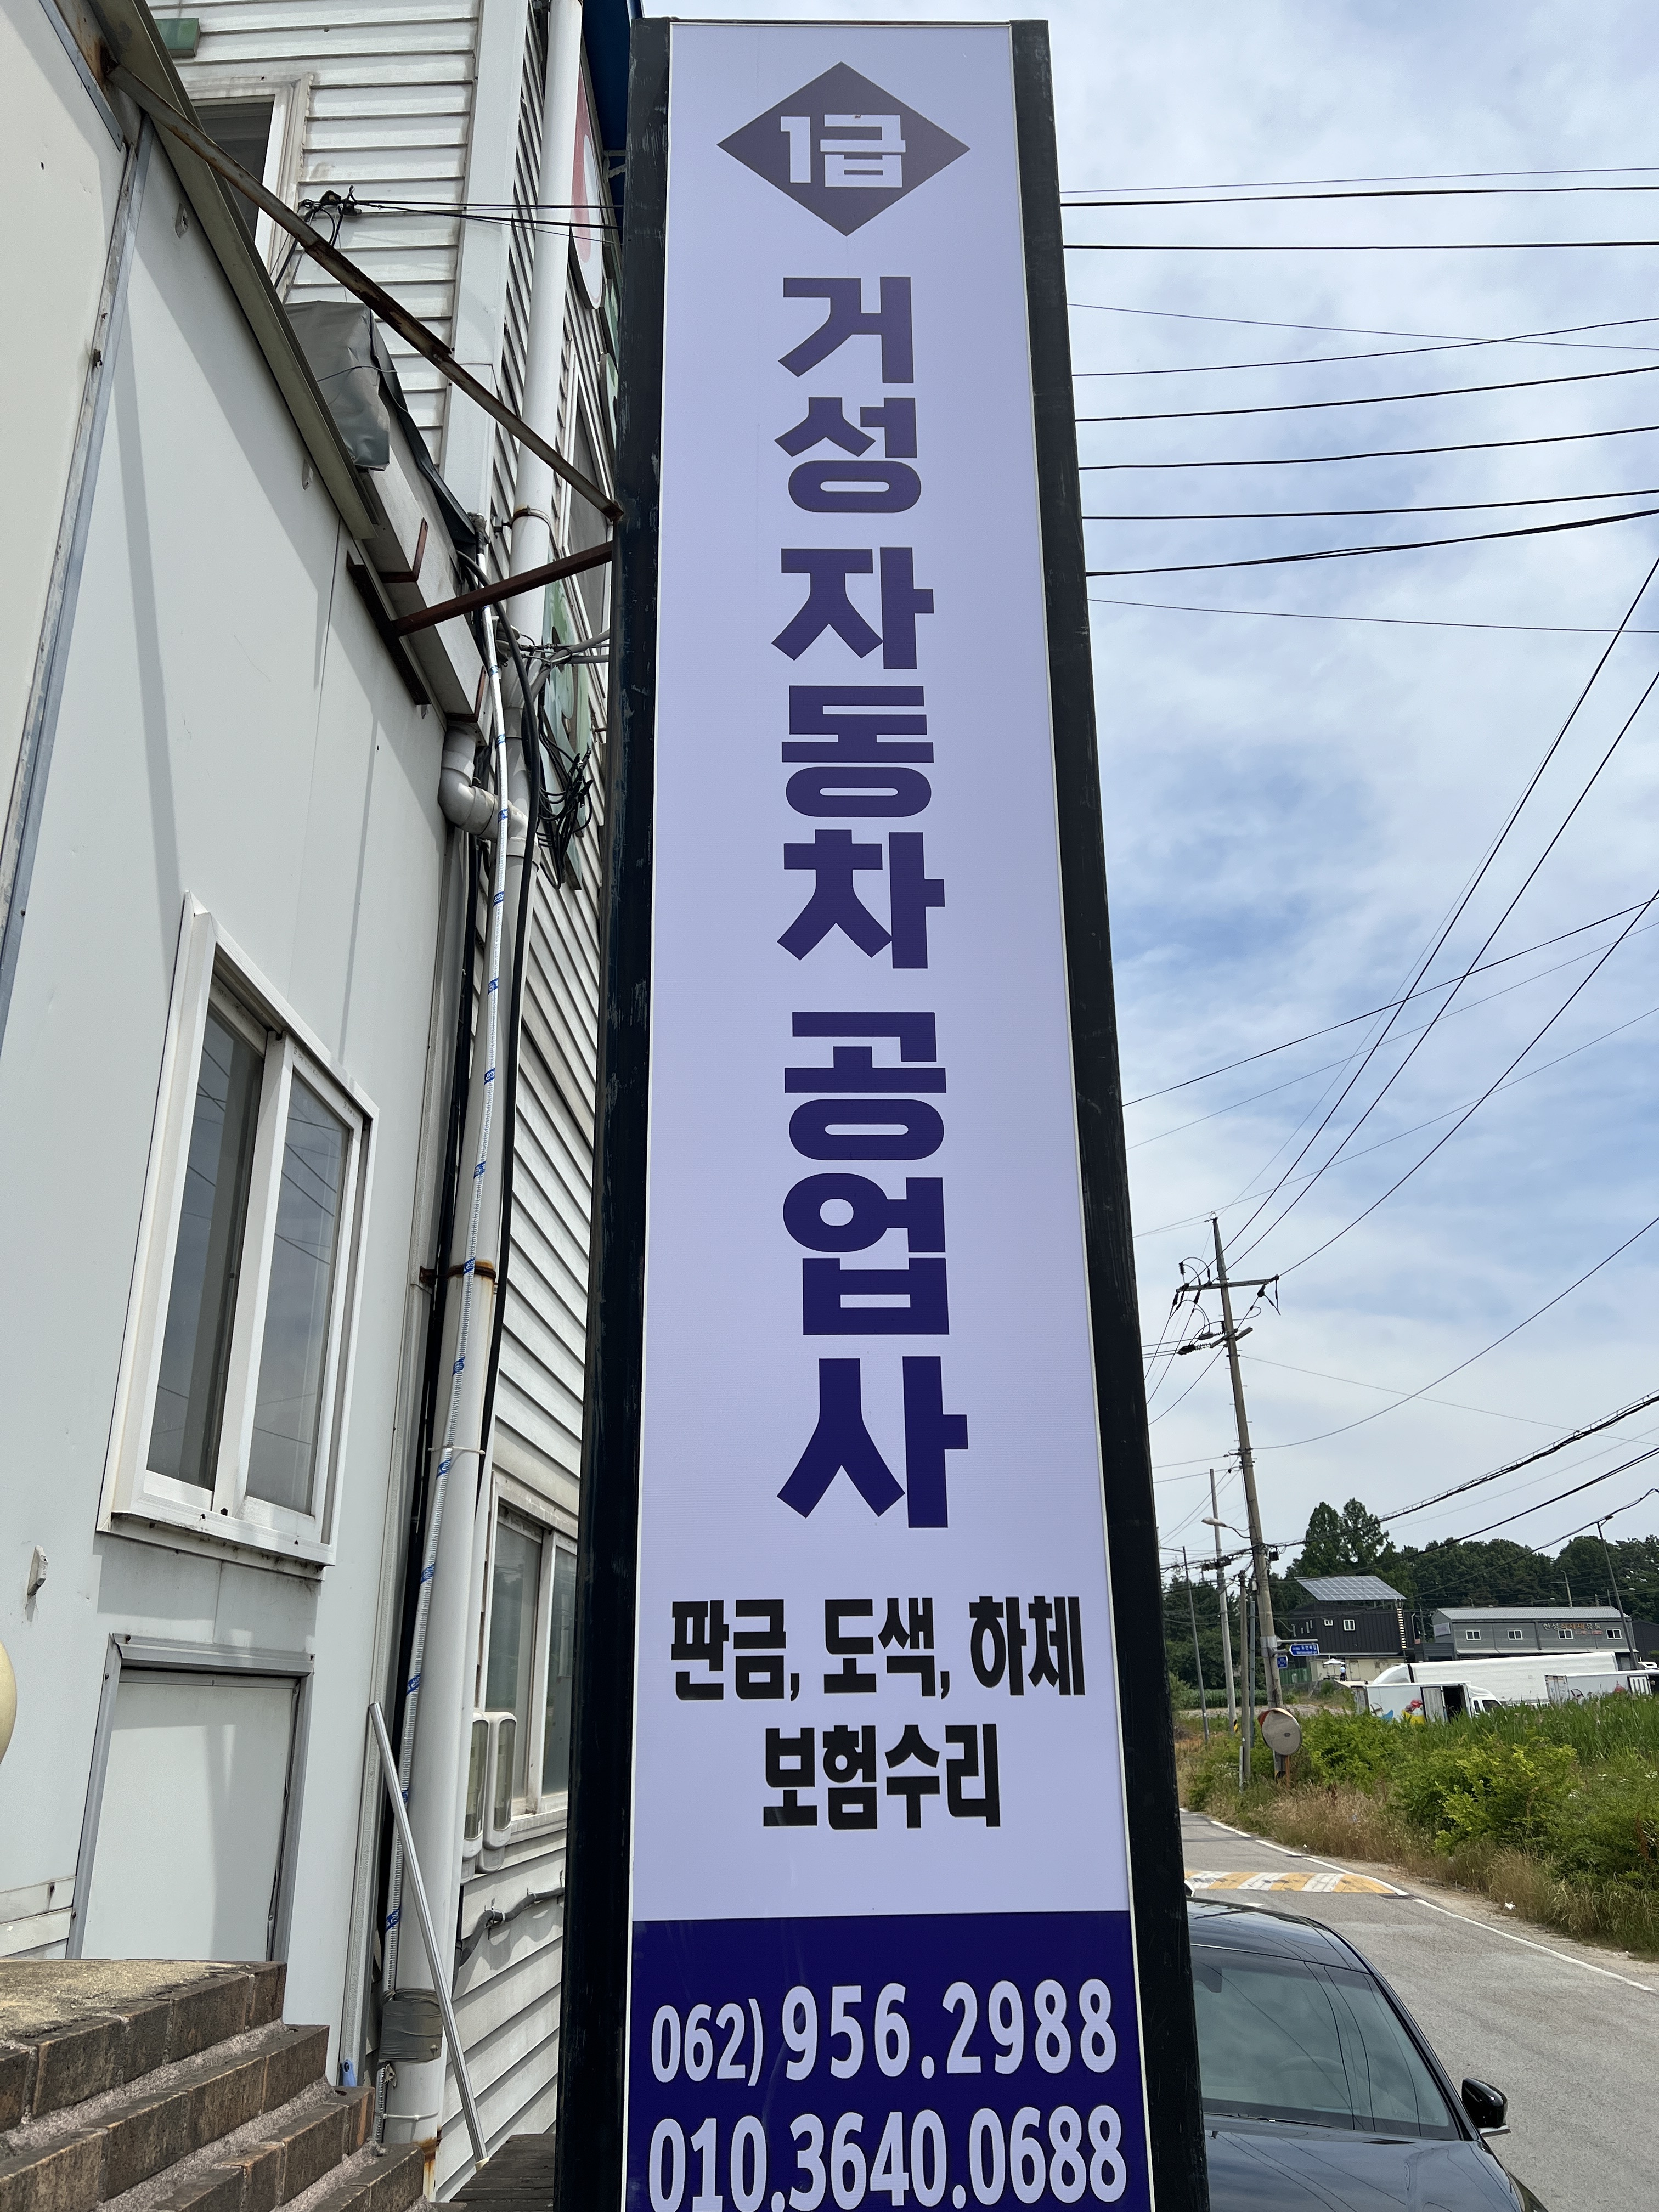 1급
거성 자동차 공업사
판금, 도색, 하체
보험수리
062) 956.2988
010.3640.0688